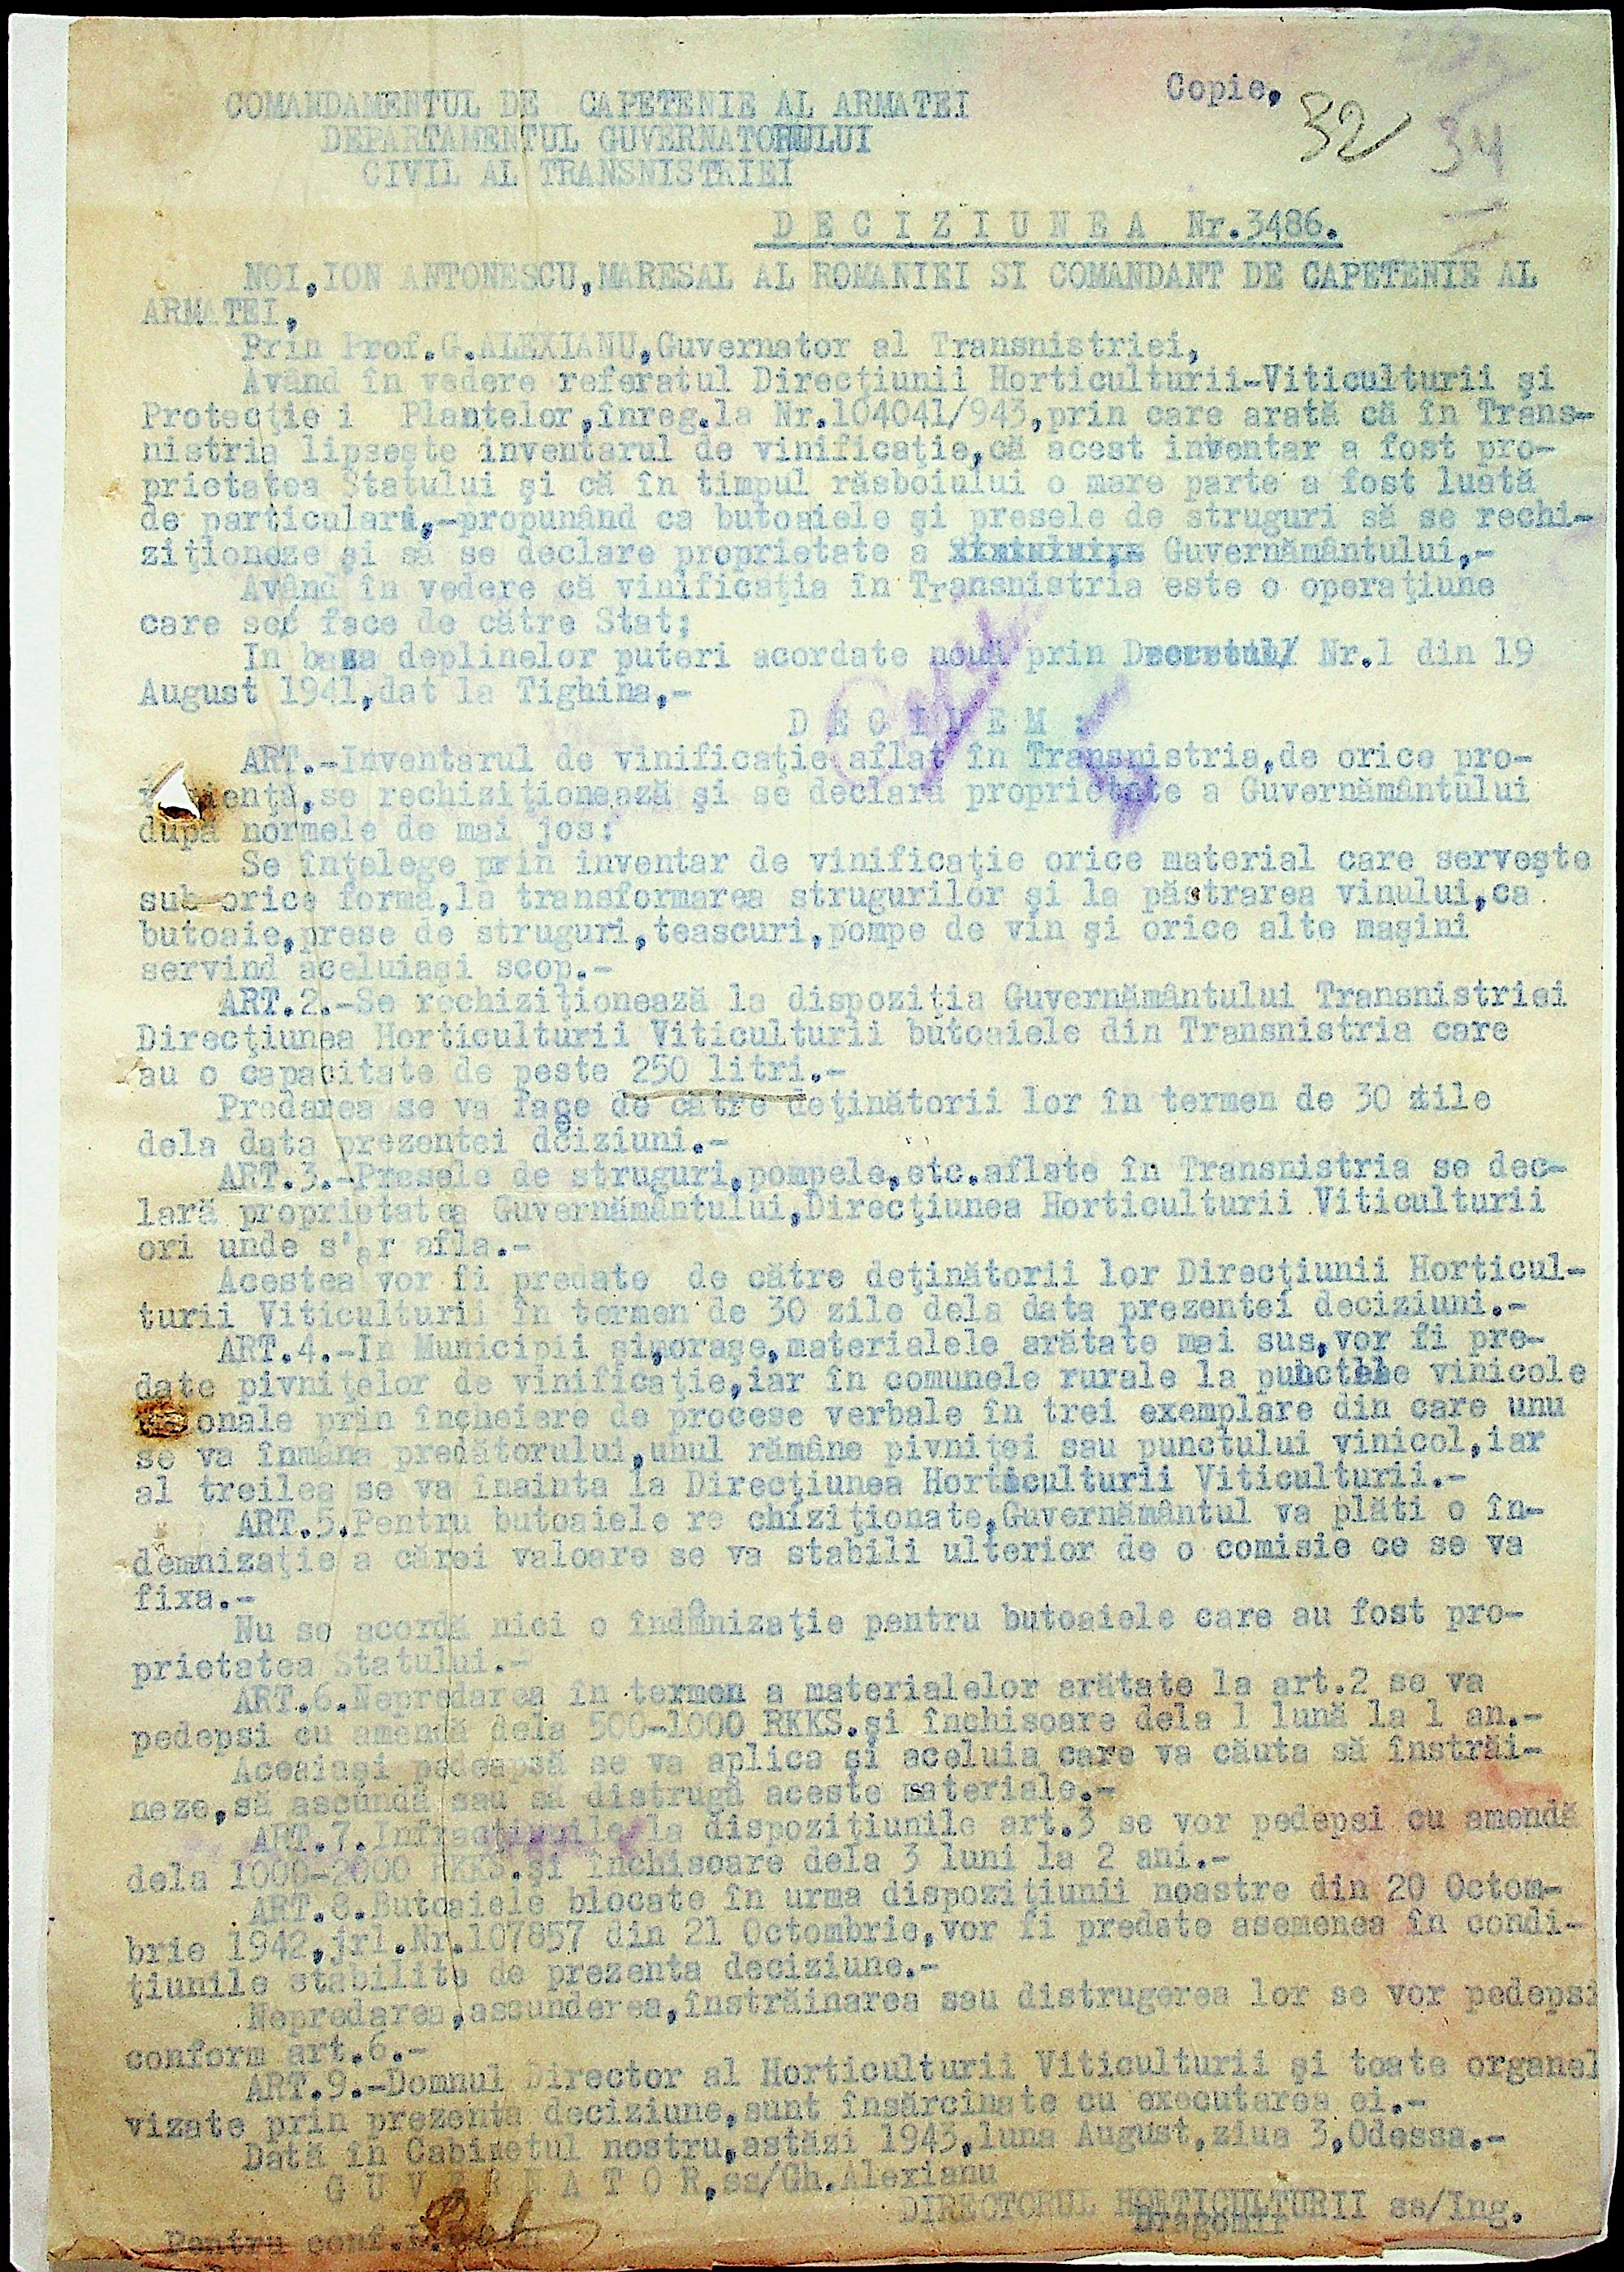 Copie,
32
34
COMANDAMENTUL DE CAPETENIE AL ARMATEI
DEPARTAMENTUL GUVERNATORULUI
CIVIL AL TRANSNISTRIEI
D E C I Z I U N E A Nr.3486.
NOI,ION ANTONESCU,MARESAL AL ROMANIEI SI COMANDANT DE CAPETENIE AL
ARMATEI,
Prin Prof.G.ALEXIANU,Guvernator al Transnistriei,
Având în vedere referatul Direcţiunii Horticulturii-Viticulturii şi
Protecţie i Plantelor,înreg.la Nr.104041/943,prin care arată că în Trans-
nistria lipseşte inventarul de vinificaţie,că acest inventar a fost pro-
prietatea Statului şi că în timpul răsboiului o mare parte a fost luată
de particulari,-propunând ca butoaiele şi presele de struguri să se rechi-
ziţioneze şi să se declare proprietate a Guvernământului,-
Având în vedere că vinificaţia în Transnistria este o operaţiune
care se face de către Stat;
In baza deplinelor puteri acordate nouă prin Decretul Nr.1 din 19
August 1941,dat la Tighina,-
D E C I D E M :
ART.-Inventarul de vinificaţie aflat în Transnistria,de orice pro-
se rechiziţionează şi se declară proprietate a Guvernământului
după normele de mai jos:
Se înţelege prin inventar de vinificaţie orice material care serveşte
sub orice formă,la transformarea strugurilor şi la păstrarea vinului,ca
butoaie,prese de struguri,teascuri,pompe de vin şi orice alte maşini
servind aceluiaşi scop.-
ART.2.-Se rechiziţionează la dispoziţia Guvernământului Transnistriei
Direcţiunea Horticulturii Viticulturii butoaiele din Transnistria care
au o capacitate de peste 250 litri.-
Predarea se va face de către deţinătorii lor în termen de 30 zile
dela data prezentei dciziuni.-
ART.3.-Presele de struguri,pompele,etc.aflate în Transnistria se dec-
lară proprietatea Guvernământului,Direcţiunea Horticulturii Viticulturii
ori unde s'ar afla.-
Acestea vor fi predate de către deţinătorii lor Direcţiunii Horticul-
turii Viticulturii în termen de 30 zile dela data prezentei deciziuni.-
ART.4.-In Municipii şi,oraşe,materialele arătate mai sus,vor fi pre-
date pivniţelor de vinificaţie,iar în comunele rurale la punctele vinicole
onale prin încheiere de procese verbale în trei exemplare din care unu
se va înmâna predătorului,unul rămâne pivniţei sau punctului vinicol,iar
al treilea se va înainta la Direcţiunea Horticulturii Viticulturii.-
ART.5.Pentru butoaiele re chiziţionate,Guvernământul va plăti o în-
demnizaţie a cărei valoare se va stabili ulterior de o comisie ce se va
fixa.-
Nu se acordă nici o îndemnizaţie pentru butoaiele care au fost pro-
prietatea Statului.-
ART.6.Nepredarea în termen a materialelor arătate la art.2 se va
pedepsi cu amendă dela 500-1000 RKKS.şi închisoare dela 1 lună la 1 an.-
Aceaiaşi pedeapsă se va aplica şi aceluia care va căuta să înstrăi-
neze,să ascundă sau să distrugă aceste materiale.-
ART.7.Infracţiunile la dispoziţiunile art.3 se vor pedepsi cu amendă
dela 1000-2000 RKKS.şi închisoare dela 3 luni la 2 ani.-
ART.8.Butoaiele blocate în urma dispoziţiunii noastre din 20 Octom-
brie 1942,jrl.Nr.107857 din 21 Octombrie,vor fi predate asemenea în condi-
ţiunile stabilite de prezenta deciziune.-
Nepredarea,ascunderea,înstrăinarea sau distrugerea lor se vor pedepsi
conform art.6.-
ART.9.-Domnul Director al Horticulturii Viticulturii şi toate organel
vizate prin prezenta deciziune,sunt însărcinate cu executarea ei.-
Dată în Cabinetul nostru,astăzi 1943,luna August,ziua 3,Odessa.-
G U V E R N A T O R,ss/Gh.Alexianu
DIRECTORUL HORTICULTURII ss/Ing.
Dragomir
Pentru conf.